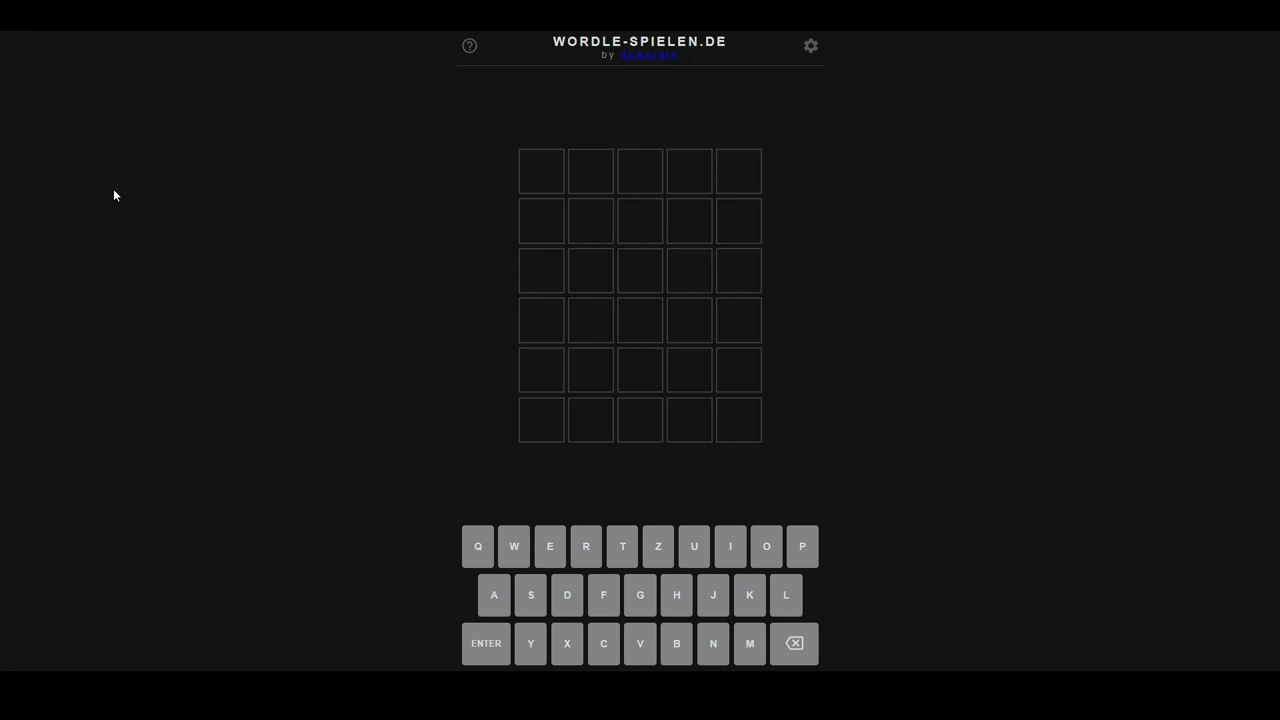 WORDLE-SPIELEN.DE
by
Q W E R T Z U I O P
A S D F G H J K L
ENTER Y X C V B N M